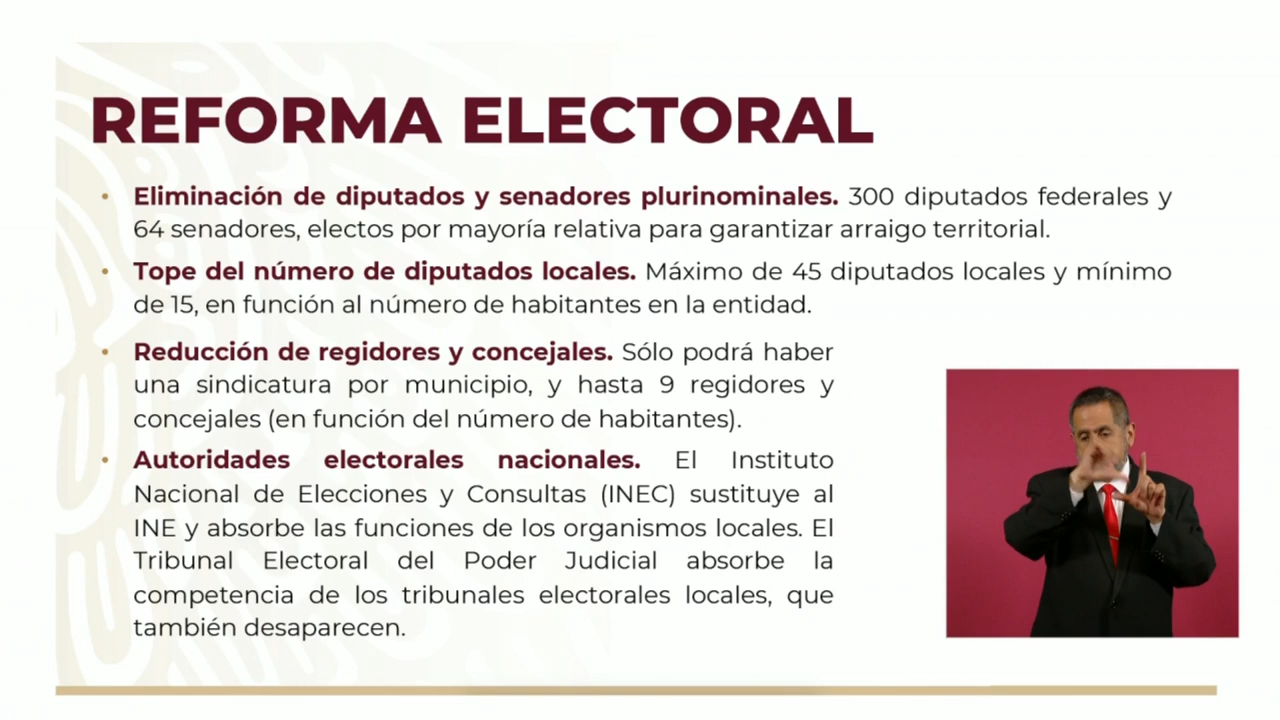 REFORMA ELECTORAL
• Eliminación de diputados y senadores plurinominales. 300 diputados federales y
64 senadores, electos por mayoría relativa para garantizar arraigo territorial.
• Tope del número de diputados locales. Máximo de 45 diputados locales y mínimo
de 15, en función al número de habitantes en la entidad.
• Reducción de regidores y concejales. Sólo podrá haber
una sindicatura por municipio, y hasta 9 regidores y
concejales (en función del número de habitantes).
• Autoridades electorales nacionales. El Instituto
Nacional de Elecciones y Consultas (INEC) sustituye al
INE y absorbe las funciones de los organismos locales. El
Tribunal Electoral del Poder Judicial absorbe la
competencia de los tribunales electorales locales, que
también desaparecen.